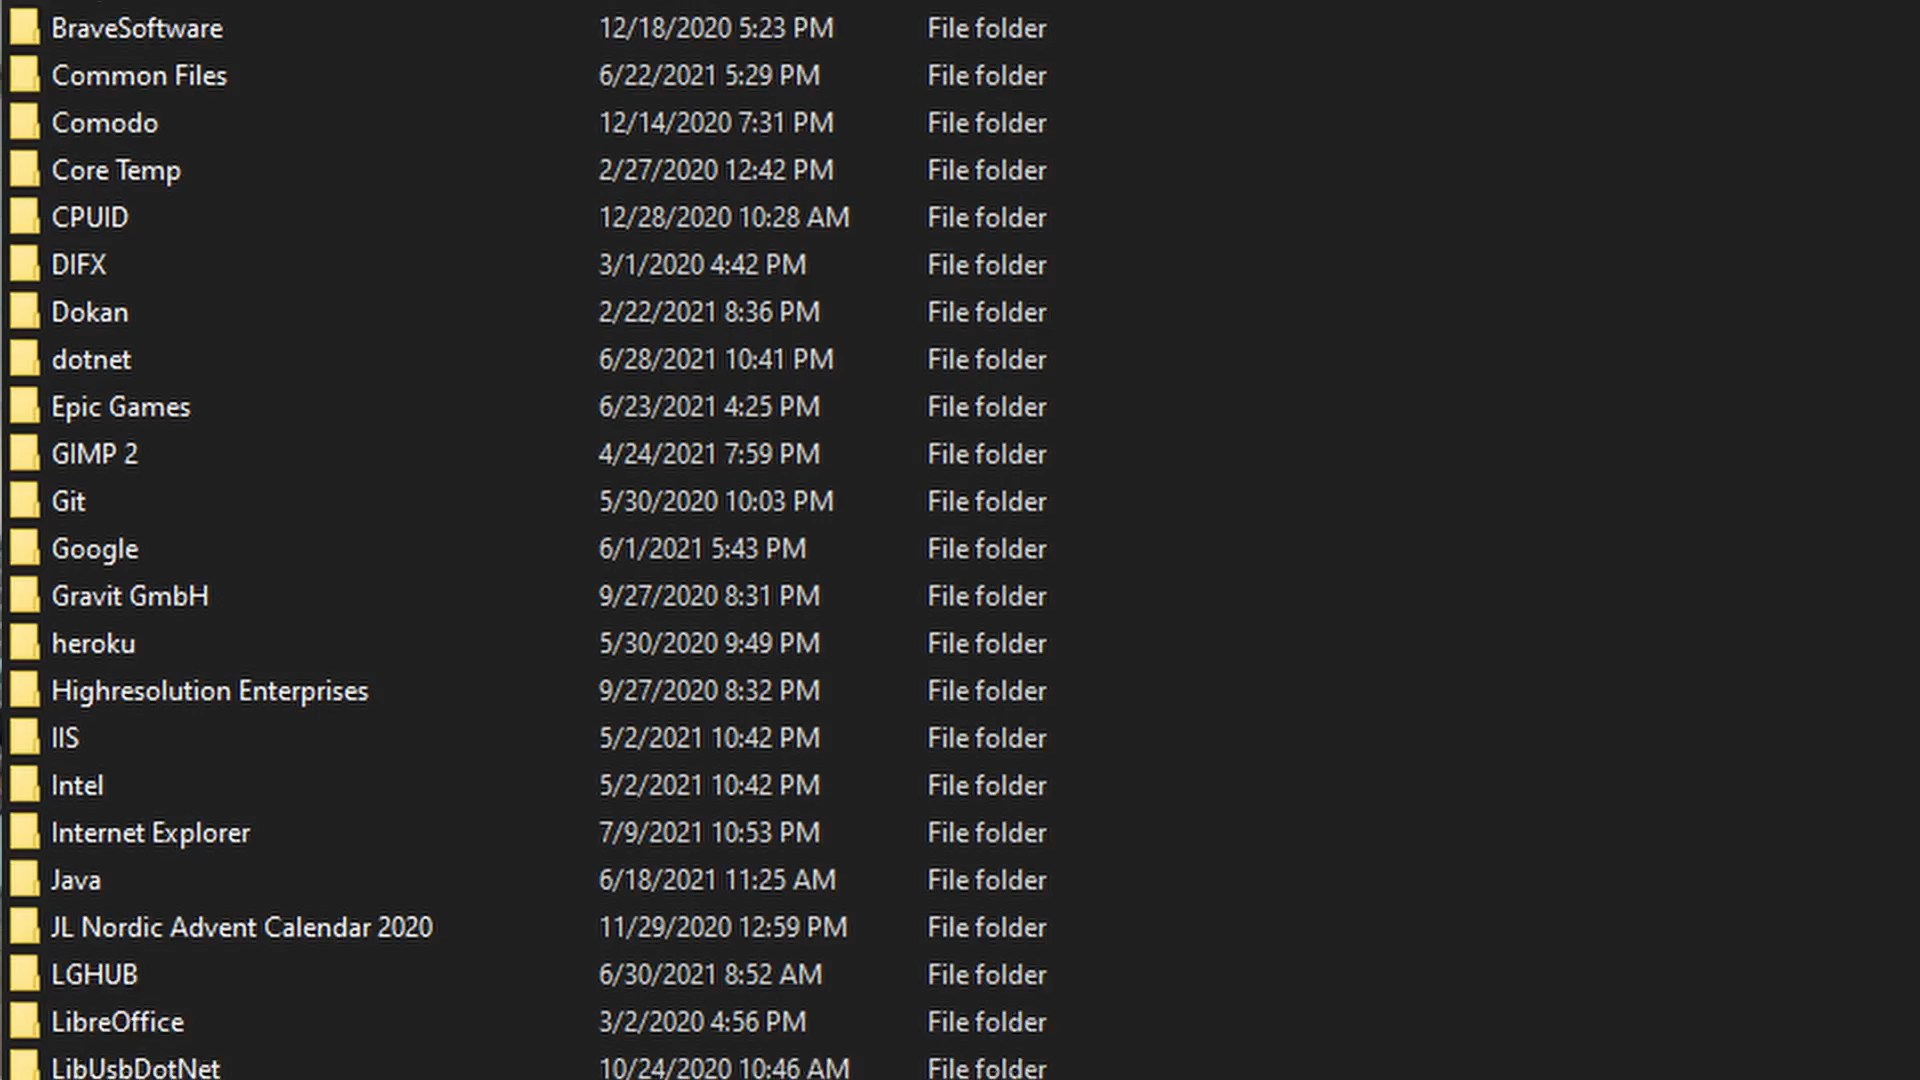 BraveSoftware 12/18/2020 5:23 PM File folder
Common Files 6/22/2021 5:29 PM File folder
Comodo 12/14/2020 7:31 PM File folder
Core Temp 2/27/2020 12:42 PM File folder
CPUID 12/28/2020 10:28 AM File folder
DIFX 3/1/2020 4:42 PM File folder
Dokan 2/22/2021 8:36 PM File folder
dotnet 6/28/2021 10:41 PM File folder
Epic Games 6/23/2021 4:25 PM File folder
GIMP 2 4/24/2021 7:59 PM File folder
Git 5/30/2020 10:03 PM File folder
Google 6/1/2021 5:43 PM File folder
Gravit GmbH 9/27/2020 8:31 PM File folder
heroku 5/30/2020 9:49 PM File folder
Highresolution Enterprises 9/27/2020 8:32 PM File folder
IIS 5/2/2021 10:42 PM File folder
Intel 5/2/2021 10:42 PM File folder
Internet Explorer 7/9/2021 10:53 PM File folder
Java 6/18/2021 11:25 AM File folder
JL Nordic Advent Calendar 2020 11/29/2020 12:59 PM File folder
LGHUB 6/30/2021 8:52 AM File folder
LibreOffice 3/2/2020 4:56 PM File folder
LibUsbDotNet 10/24/2020 10:46 AM File folder